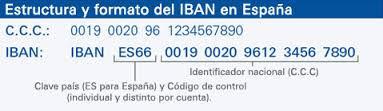 Estructura y formato del IBAN en España
C.C.C.: 0019 0020 96 1234567890
IBAN: IBAN ES66 0019 0020 9612 3456 7890
Identificador nacional (C.C.C)
Clave país (ES para España) y Código de control
(individual y distinto por cuenta).